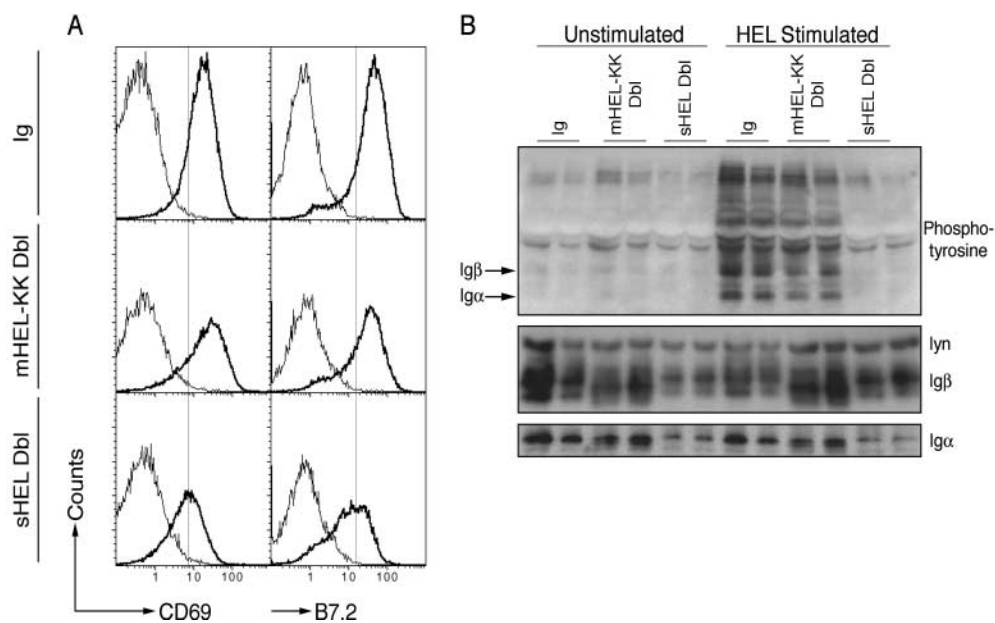 A
Ig
mHEL-KK Dbl
sHEL Dbl
Counts
1 10 100
1 10 100
CD69
B7.2
B
Unstimulated
HEL Stimulated
Ig
mHEL-KK
Dbl
sHEL Dbl
Ig
mHEL-KK
Dbl
sHEL Dbl
Phospho-
tyrosine
Igβ
Igα
lyn
Igβ
Igα